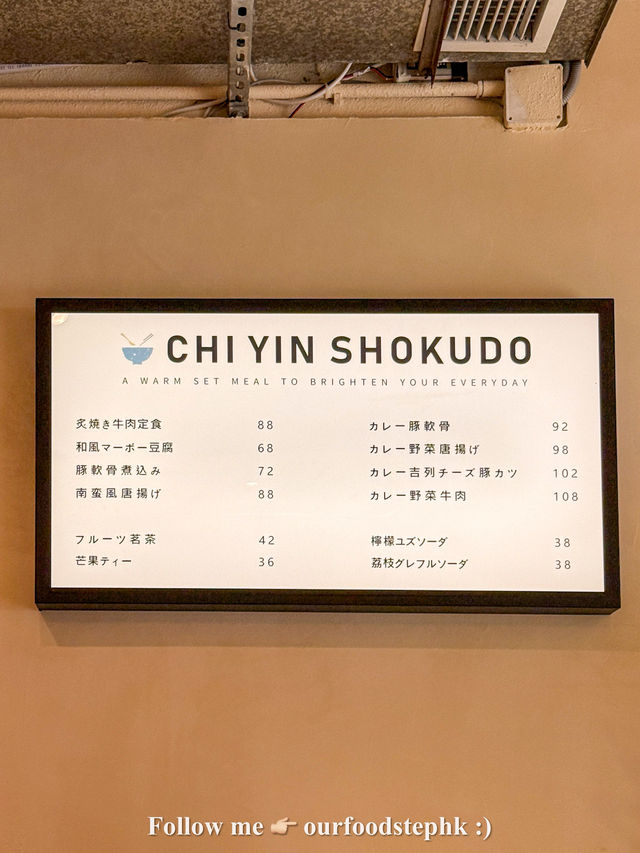 CHI YIN SHOKUDO
A WARM SET MEAL TO BRIGHTEN YOUR EVERYDAY
炙焼き牛肉定食 88
和風マーボー豆腐 68
豚軟骨煮込み 72
南蛮風唐揚げ 88
フルーツ茗茶 42
芒果ティー 36
カレー豚軟骨 92
カレー野菜唐揚げ 98
カレー吉列チーズ豚カツ 102
カレー野菜牛肉 108
檸檬ユズソーダ 38
荔枝グレフルソーダ 38
Follow me 👉🏻 ourfoodstephk :)